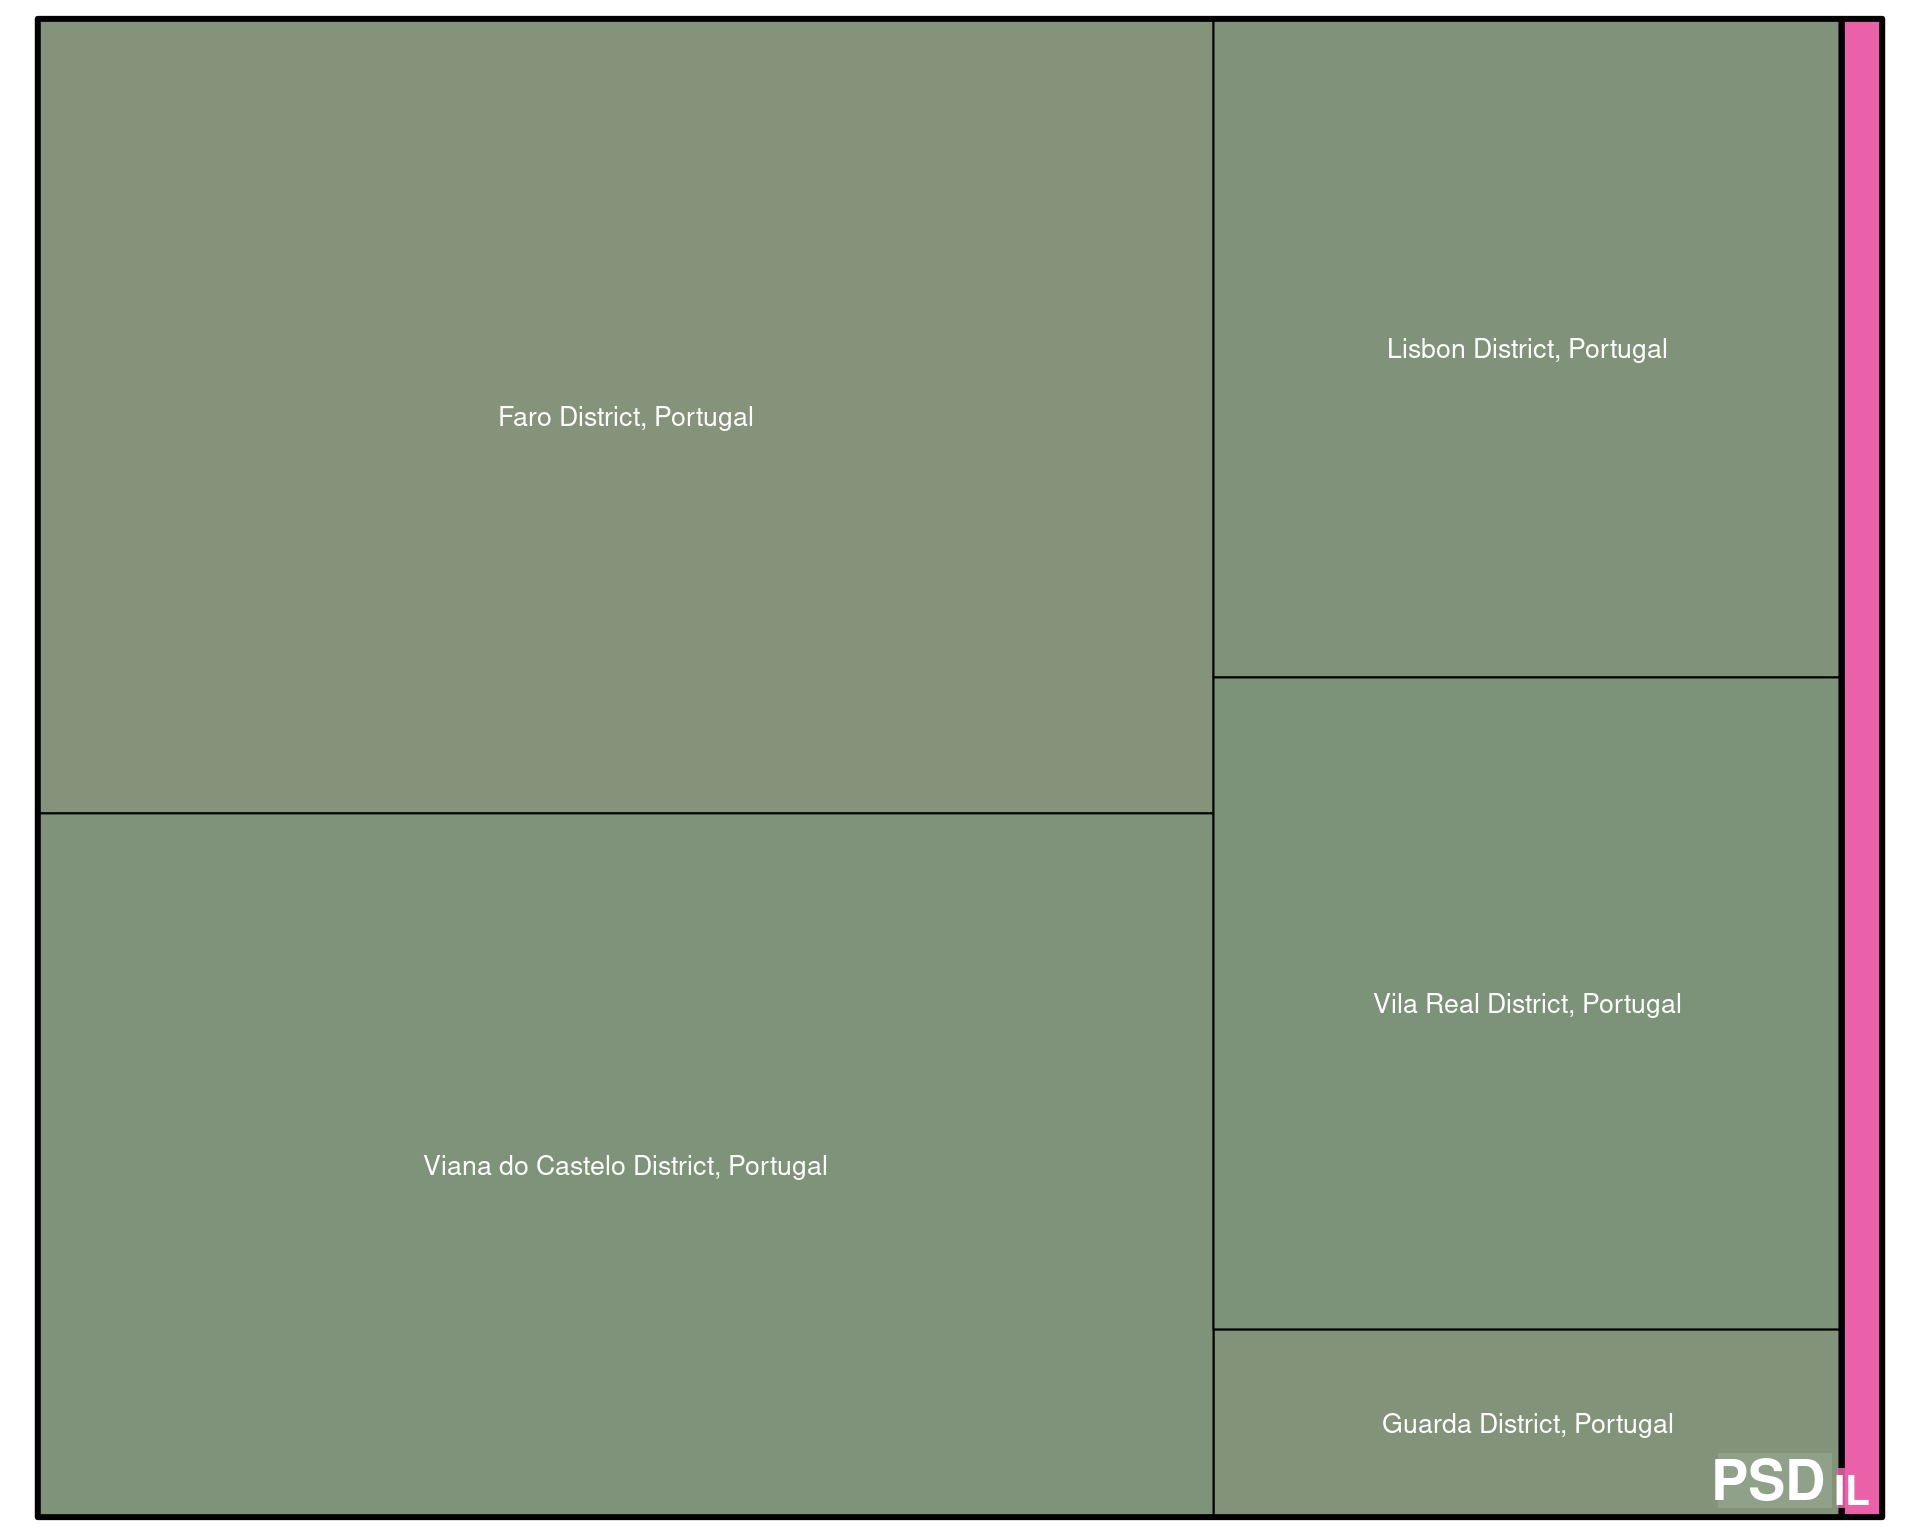 Faro District, Portugal
Lisbon District, Portugal
Viana do Castelo District, Portugal
Vila Real District, Portugal
Guarda District, Portugal
PSD
IL